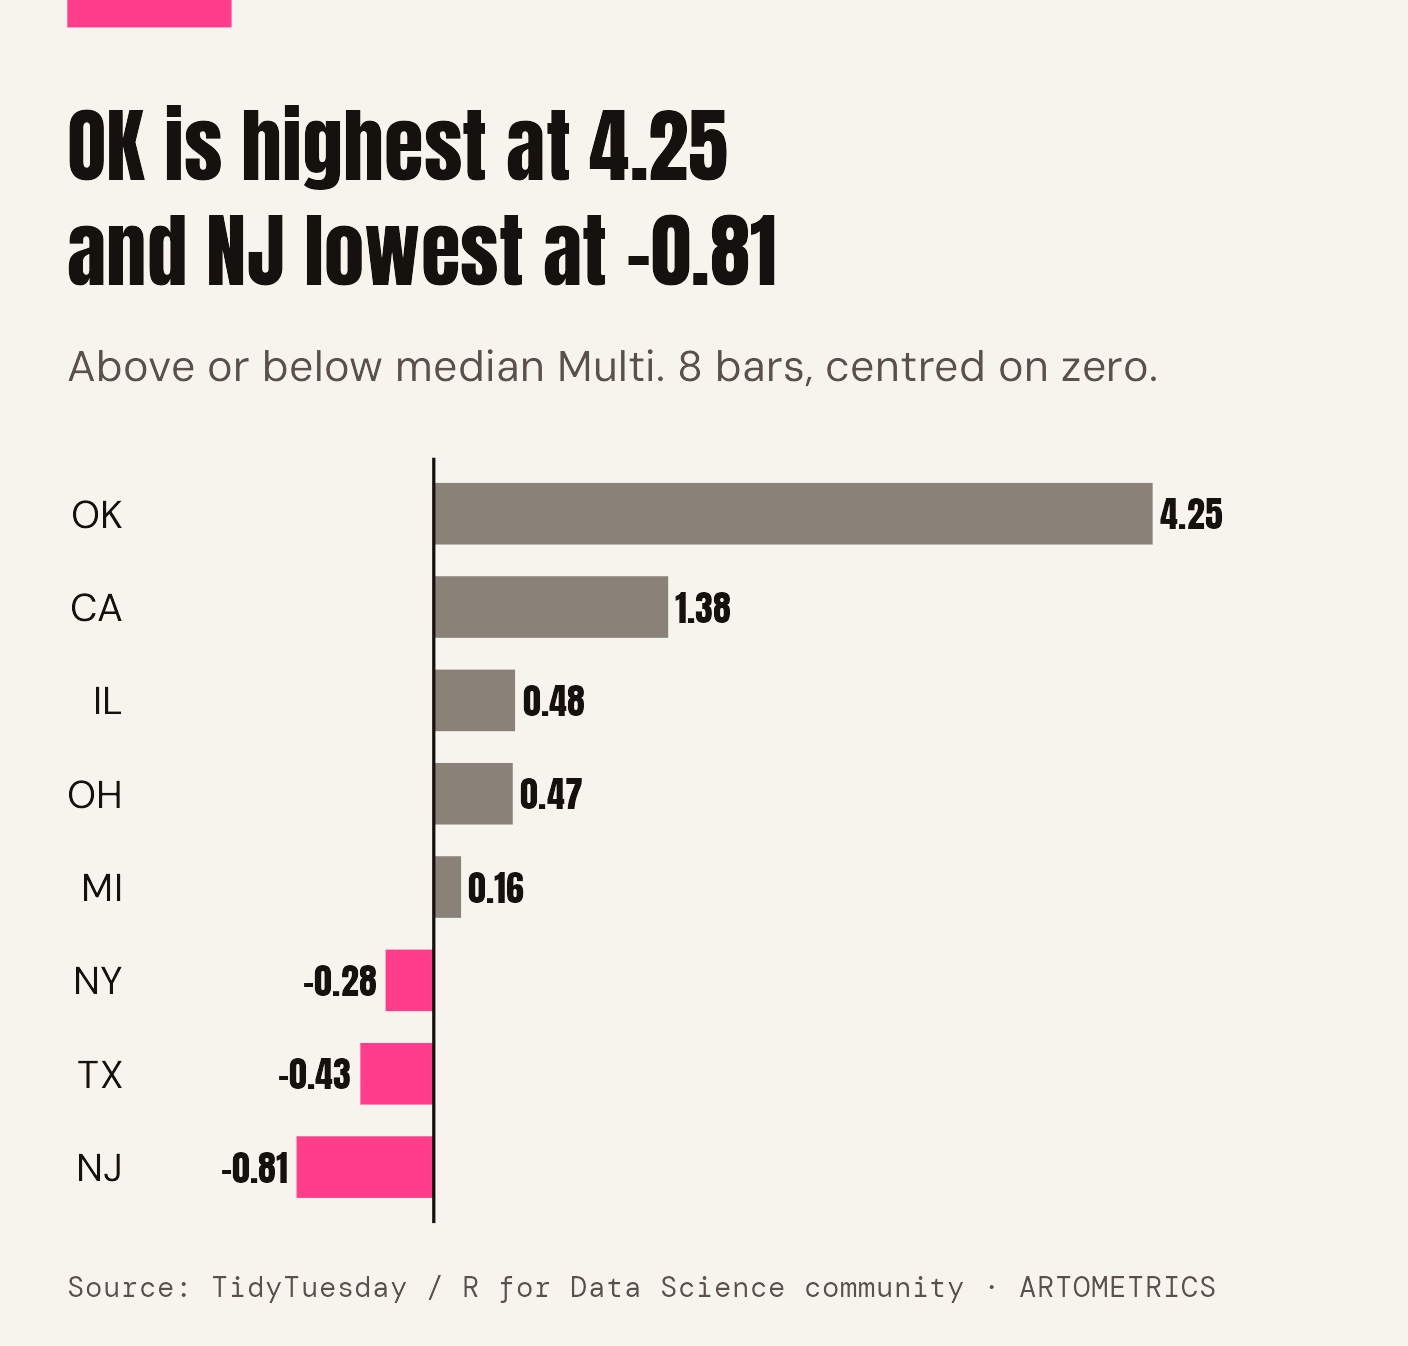 OK is highest at 4.25
and NJ lowest at -0.81
Above or below median Multi. 8 bars, centred on zero.
OK 4.25
CA 1.38
IL 0.48
OH 0.47
MI 0.16
NY -0.28
TX -0.43
NJ -0.81
Source: TidyTuesday / R for Data Science community · ARTOMETRICS